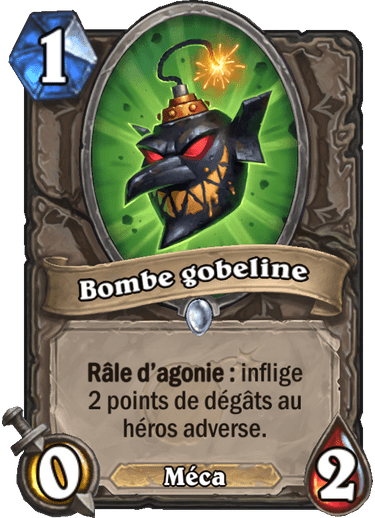 1
Bombe gobeline
Râle d’agonie : inflige
2 points de dégâts au
héros adverse.
0
Méca
2